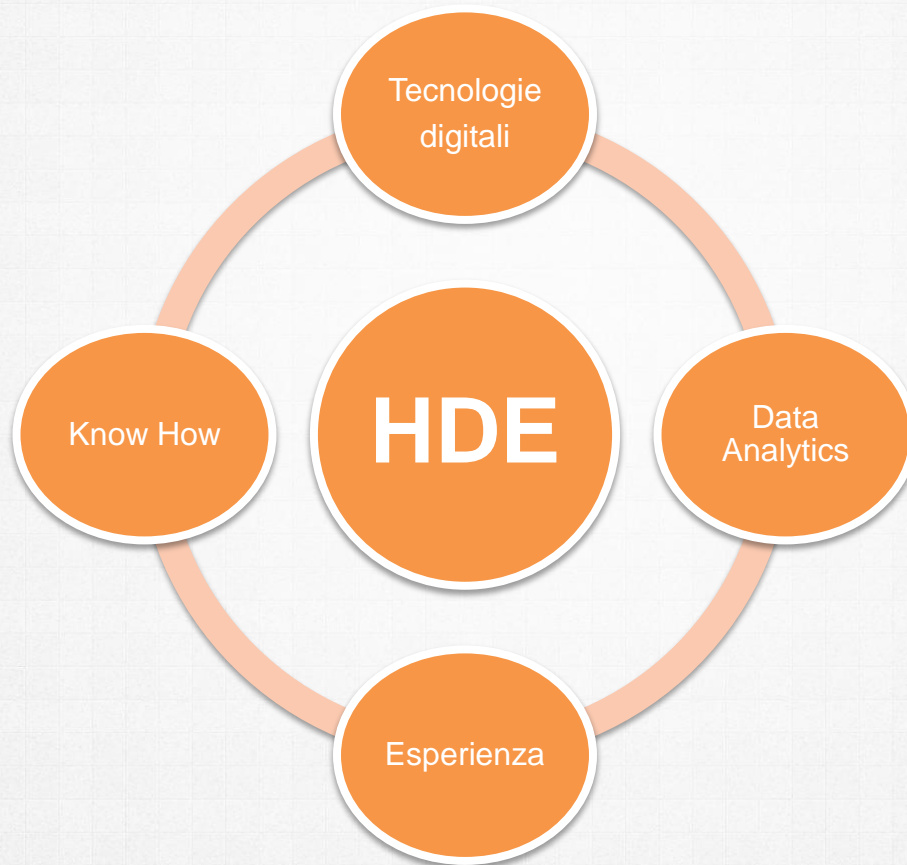 Tecnologie
digitali
Know How
HDE
Data
Analytics
Esperienza